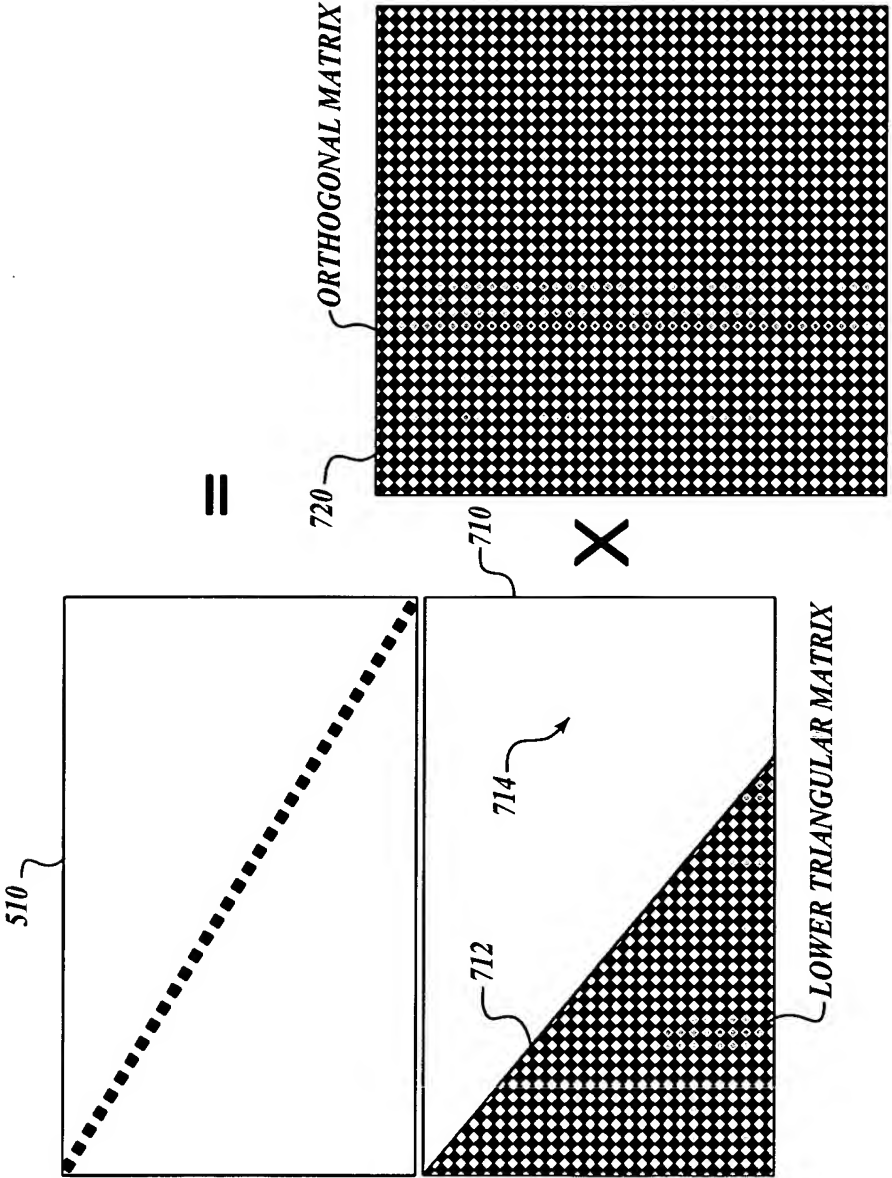 510
=
710
714
712
LOWER TRIANGULAR MATRIX
X
720
ORTHOGONAL MATRIX